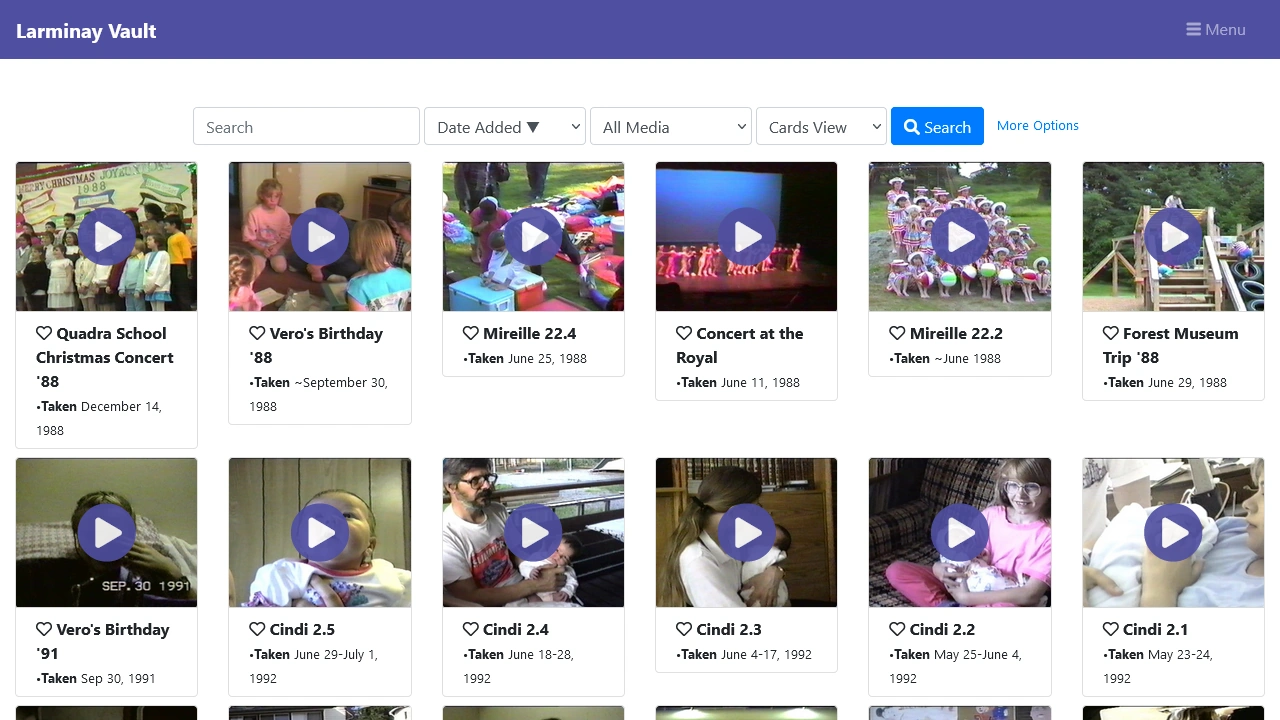 Larminay Vault
Menu
Search
Date Added ▼
All Media
Cards View
Search
More Options
MERRY CHRISTMAS JOYEUX
1988
Quadra School
Christmas Concert
'88
•Taken December 14,
1988
Vero's Birthday
'88
•Taken ~September 30,
1988
Mireille 22.4
•Taken June 25, 1988
Concert at the
Royal
•Taken June 11, 1988
Mireille 22.2
•Taken ~June 1988
Forest Museum
Trip '88
•Taken June 29, 1988
SEP. 30 1991
Vero's Birthday
'91
•Taken Sep 30, 1991
Cindi 2.5
•Taken June 29-July 1,
1992
Cindi 2.4
•Taken June 18-28,
1992
Cindi 2.3
•Taken June 4-17, 1992
Cindi 2.2
•Taken May 25-June 4,
1992
Cindi 2.1
•Taken May 23-24,
1992